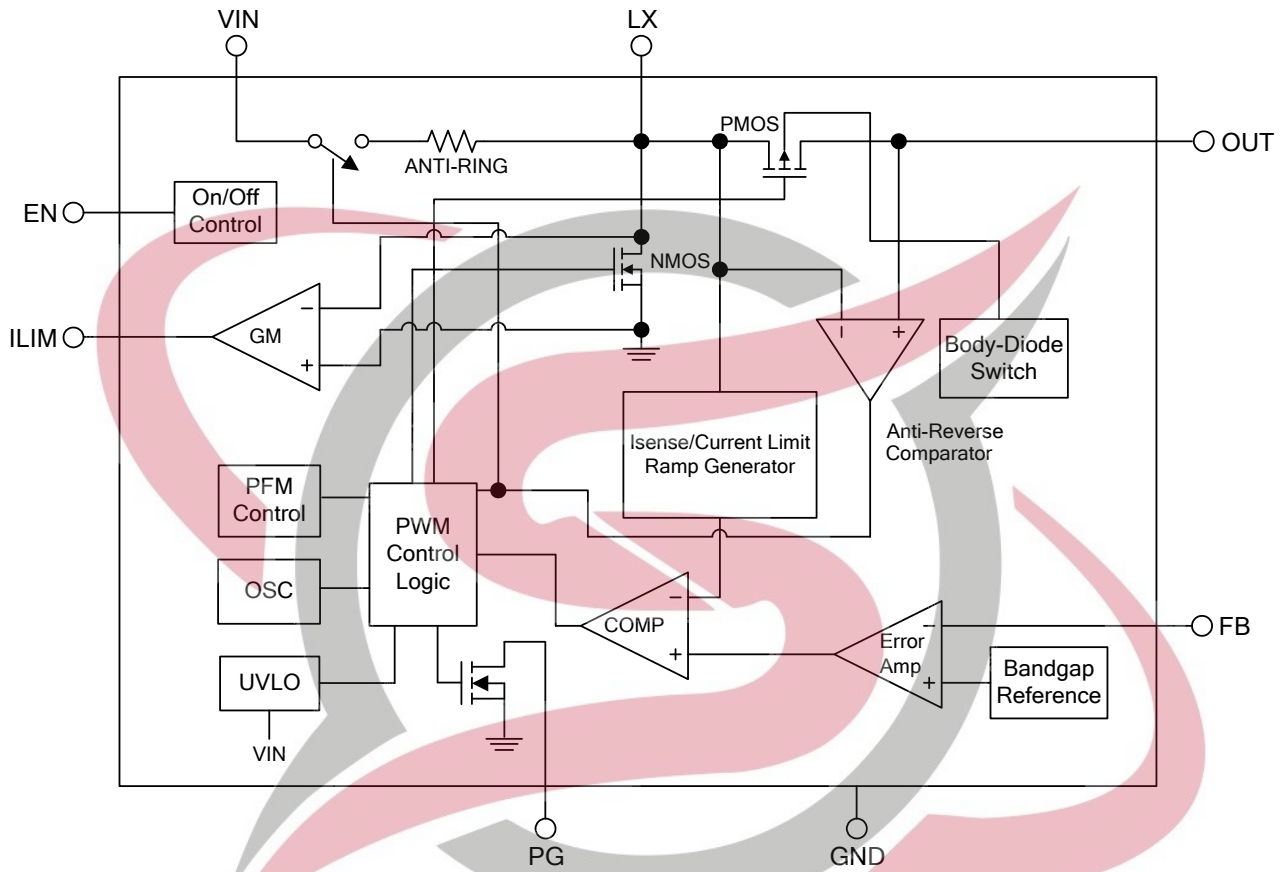 VIN
LX
PMOS
OUT
ANTI-RING
EN
On/Off
Control
NMOS
−
+
GM
ILIM
−
+
Body-Diode
Switch
Isense/Current Limit
Ramp Generator
Anti-Reverse
Comparator
PFM
Control
PWM
Control
Logic
OSC
−
COMP
+
−
Error
Amp
+
FB
Bandgap
Reference
UVLO
VIN
PG
GND